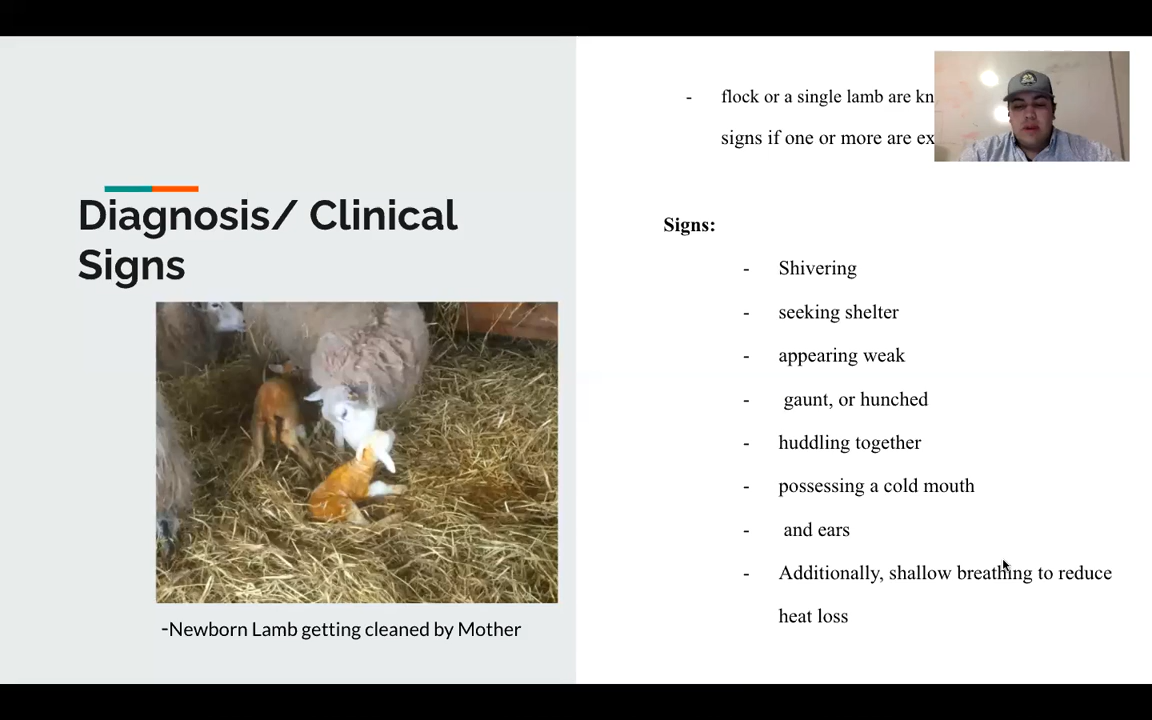 Diagnosis/ Clinical
Signs
-Newborn Lamb getting cleaned by Mother
- flock or a single lamb are
signs if one or more are
Signs:
- Shivering
- seeking shelter
- appearing weak
- gaunt, or hunched
- huddling together
- possessing a cold mouth
- and ears
- Additionally, shallow breathing to reduce
heat loss